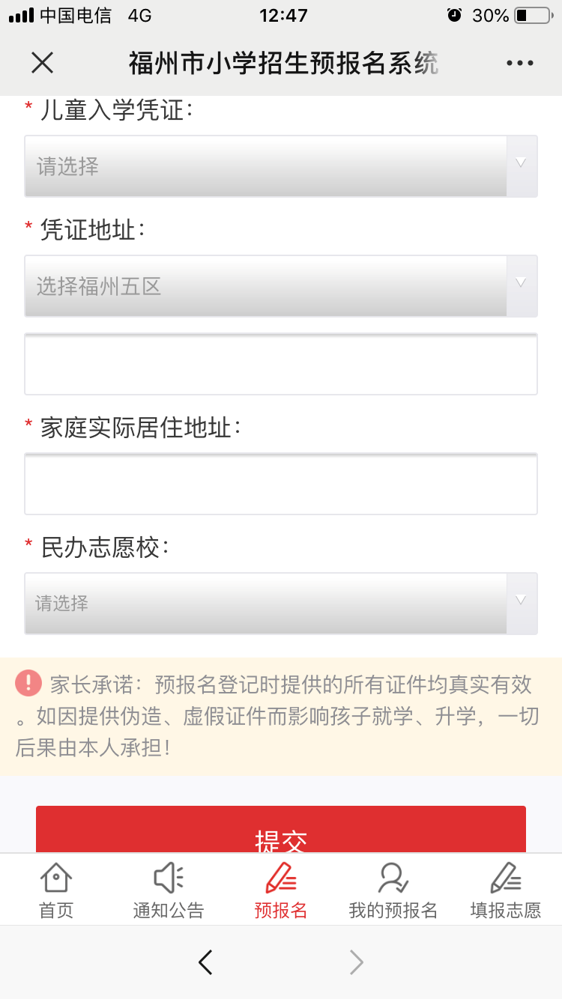 中国电信 4G 12:47 30%
福州市小学招生预报名系统
* 儿童入学凭证：
请选择
* 凭证地址：
选择福州五区
* 家庭实际居住地址：
* 民办志愿校：
请选择
家长承诺：预报名登记时提供的所有证件均真实有效
。如因提供伪造、虚假证件而影响孩子就学、升学，一切
后果由本人承担！
提交
首页 通知公告 预报名 我的预报名 填报志愿